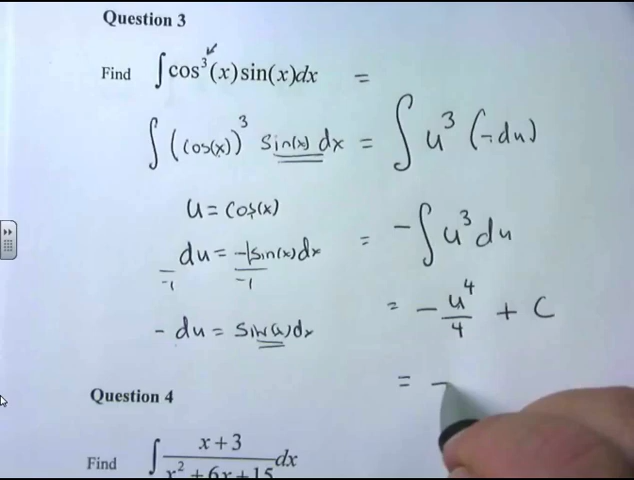 Question 3
Find ∫cos³(x)sin(x)dx =
∫(cos(x))³ sin(x) dx = ∫u³(-du)
u = cos(x)
du = -1sin(x)dx = -∫u³du
-1 -1
= -u⁴/4 + C
-du = sin(x)dx
= -
Question 4
Find ∫ x+3 / x²+6x+15 dx